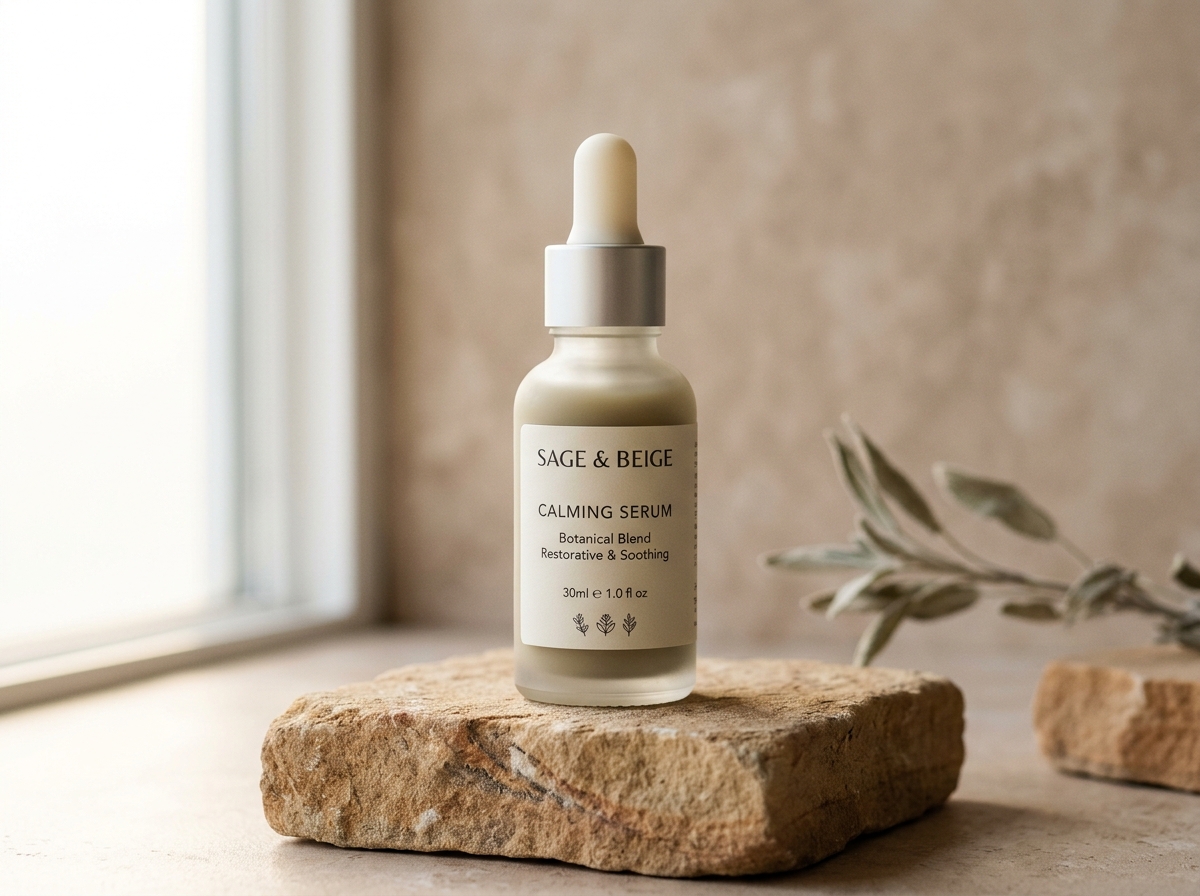 SAGE & BEIGE
CALMING SERUM
Botanical Blend
Restorative & Soothing
30ml ℮ 1.0 fl oz